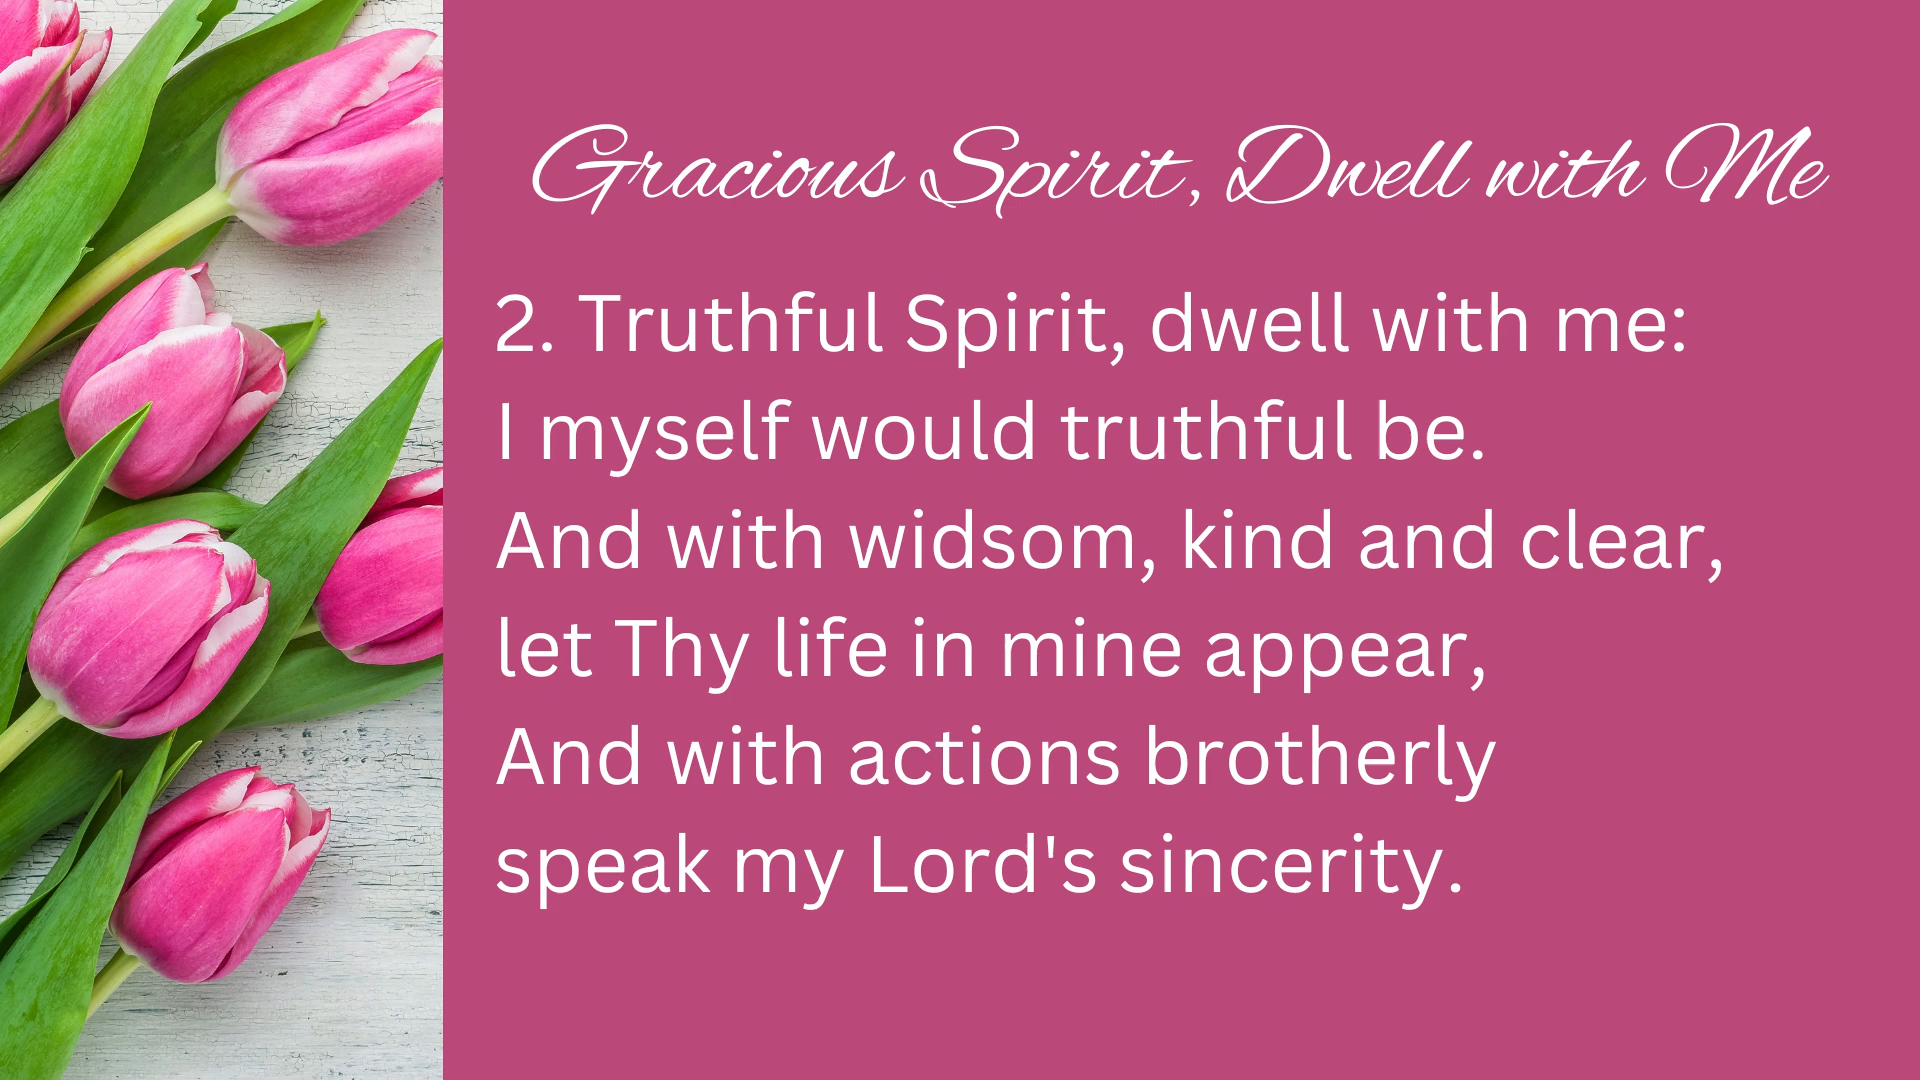 Gracious Spirit, Dwell with Me
2. Truthful Spirit, dwell with me:
I myself would truthful be.
And with widsom, kind and clear,
let Thy life in mine appear,
And with actions brotherly
speak my Lord's sincerity.